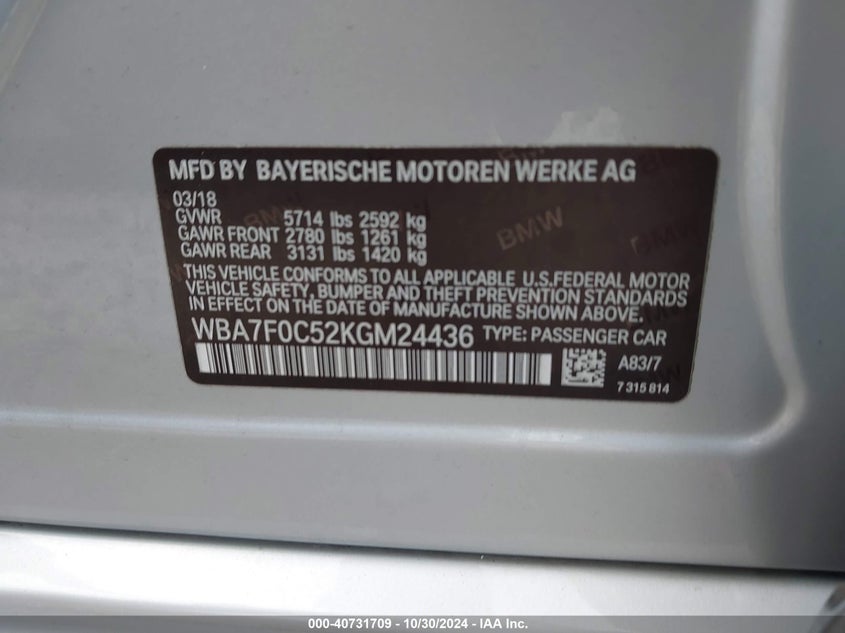 MFD BY BAYERISCHE MOTOREN WERKE AG
03/18
GVWR 5714 lbs 2592 kg
GAWR FRONT 2780 lbs 1261 kg
GAWR REAR 3131 lbs 1420 kg
THIS VEHICLE CONFORMS TO ALL APPLICABLE U.S.FEDERAL MOTOR
VEHICLE SAFETY, BUMPER AND THEFT PREVENTION STANDARDS
IN EFFECT ON THE DATE OF MANUFACTURE SHOWN ABOVE.
WBA7F0C52KGM24436 TYPE: PASSENGER CAR
A83/7
7 315 814
BMW
BMW
BMW
000-40731709 - 10/30/2024 - IAA Inc.